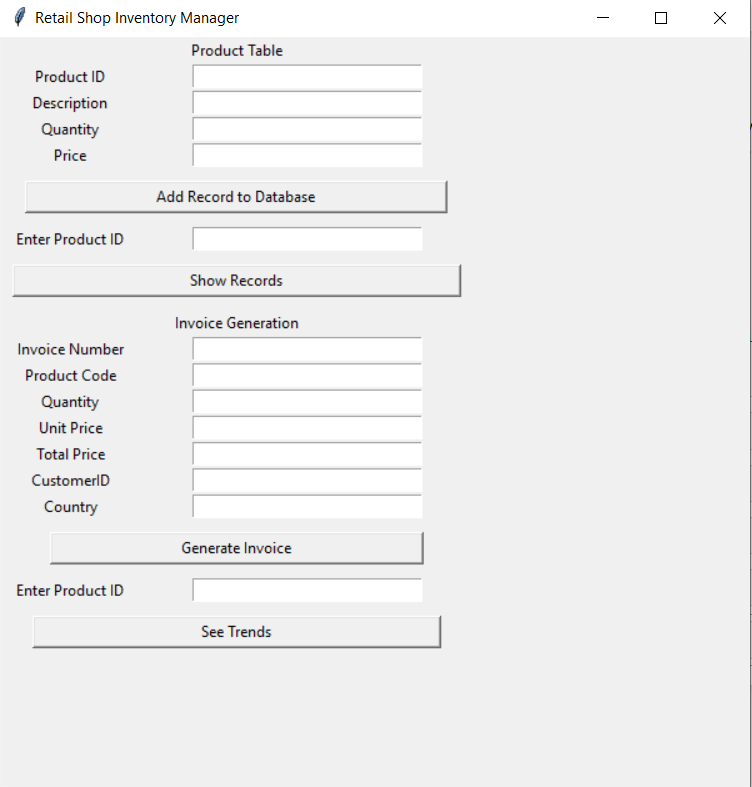 Retail Shop Inventory Manager
Product Table
Product ID
Description
Quantity
Price
Add Record to Database
Enter Product ID
Show Records
Invoice Generation
Invoice Number
Product Code
Quantity
Unit Price
Total Price
CustomerID
Country
Generate Invoice
Enter Product ID
See Trends